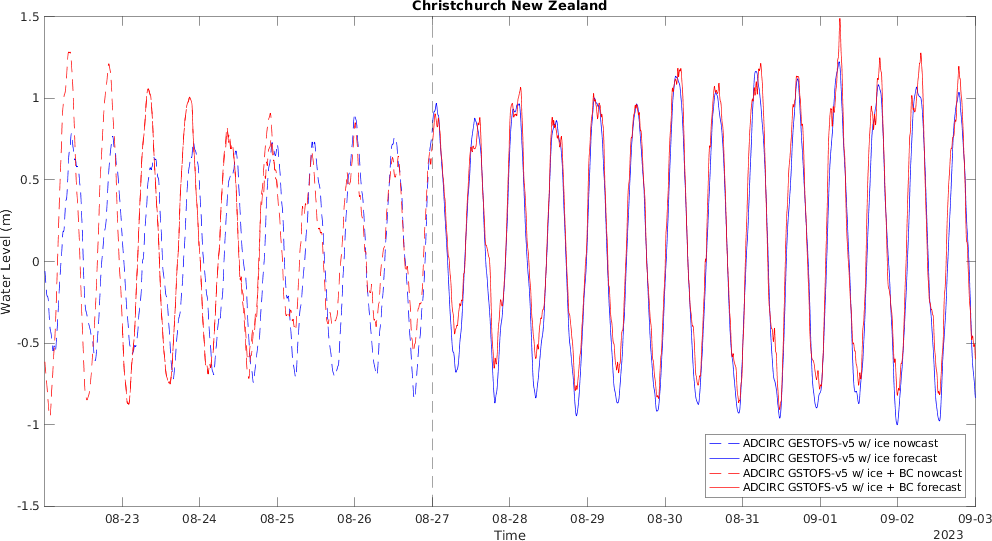 Christchurch New Zealand
1.5
1
0.5
0
-0.5
-1
-1.5
Water Level (m)
ADCIRC GESTOFS-v5 w/ ice nowcast
ADCIRC GESTOFS-v5 w/ ice forecast
ADCIRC GSTOFS-v5 w/ ice + BC nowcast
ADCIRC GSTOFS-v5 w/ ice + BC forecast
08-23 08-24 08-25 08-26 08-27 08-28 08-29 08-30 08-31 09-01 09-02 09-03
Time 2023